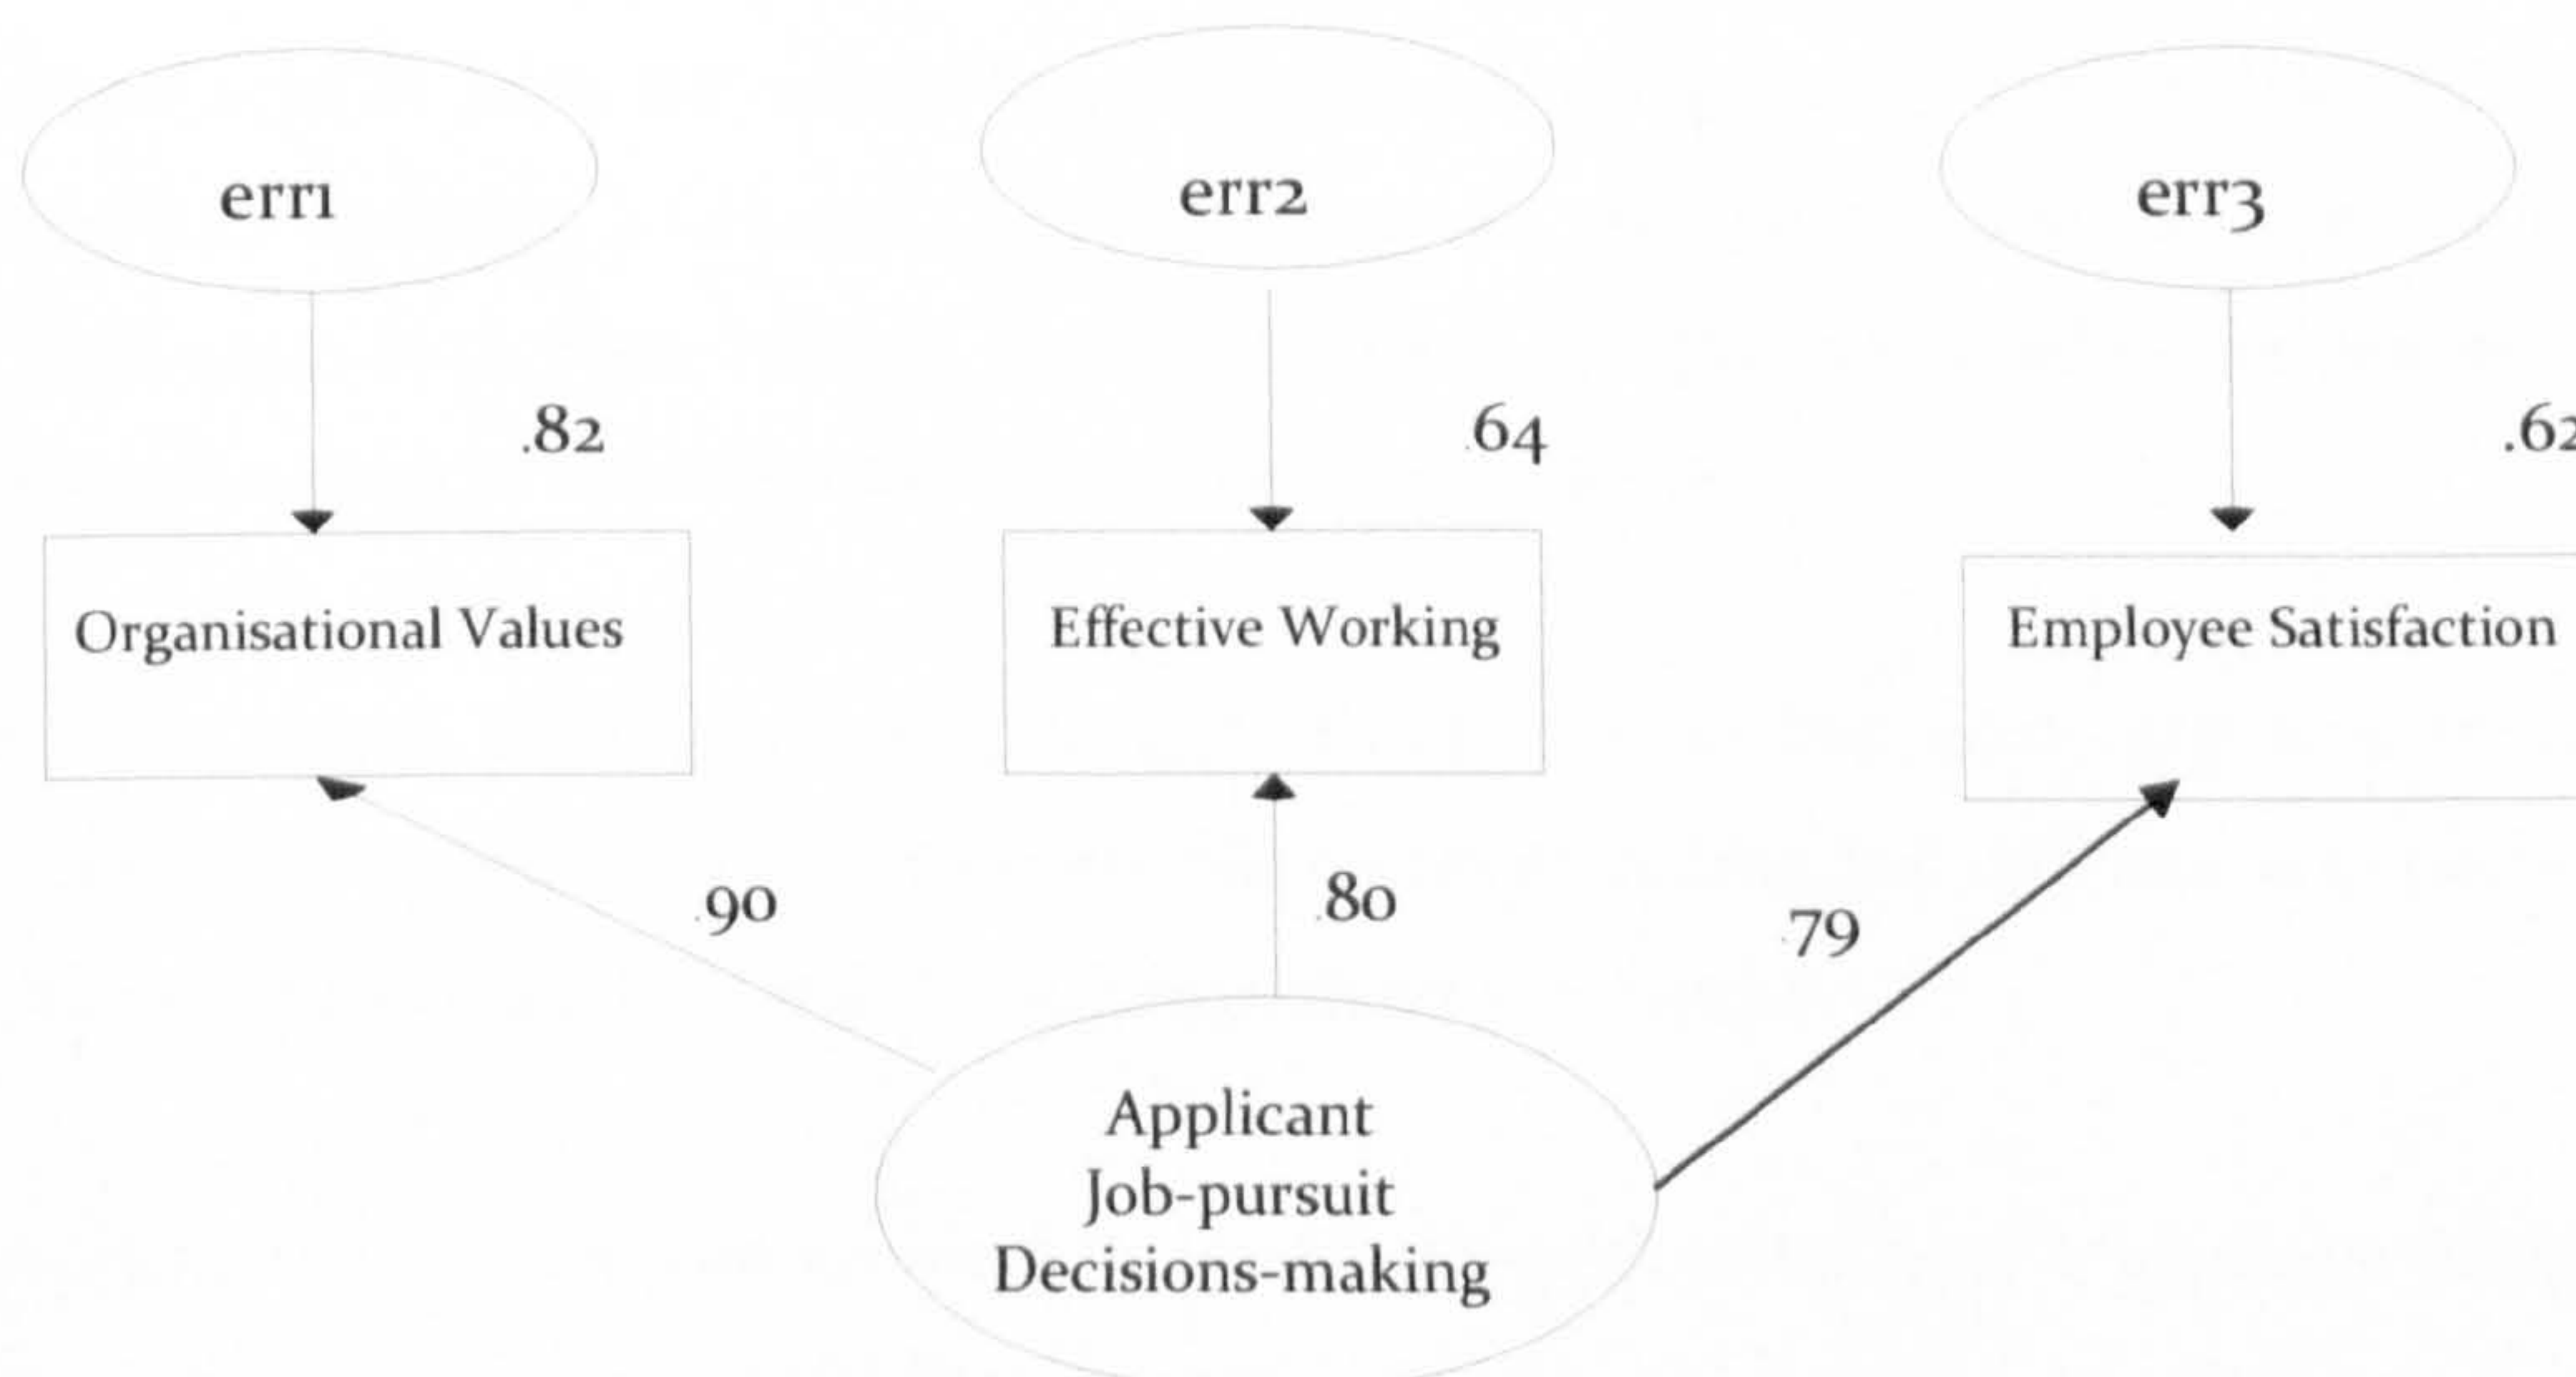 err1
err2
err3
.82
.64
.62
Organisational Values
Effective Working
Employee Satisfaction
.90
.80
.79
Applicant
Job-pursuit
Decisions-making